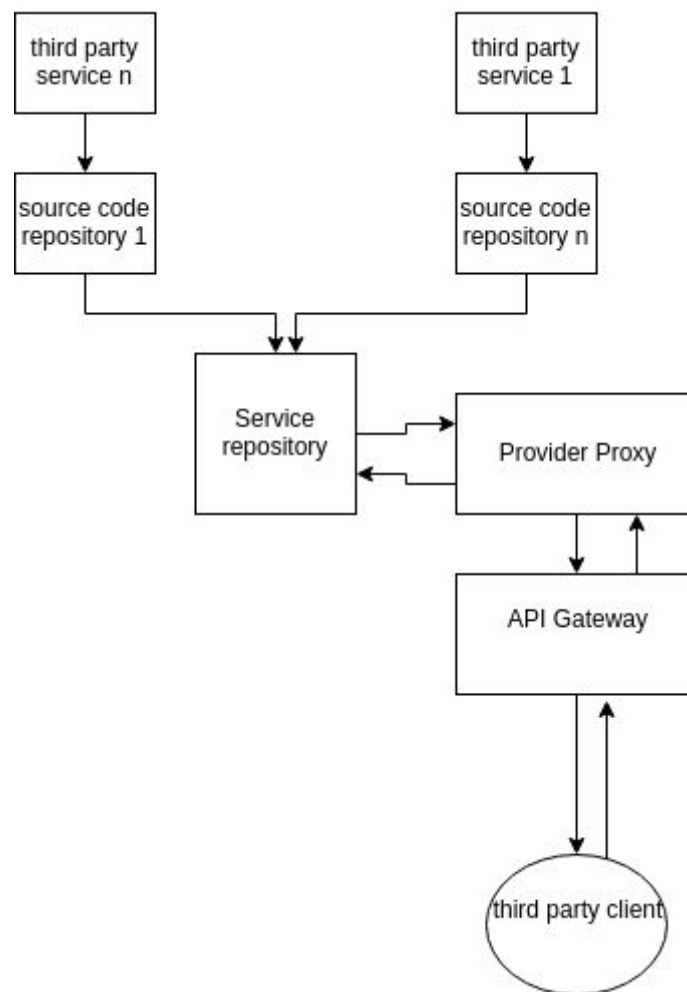 third party
service n
third party
service 1
source code
repository 1
source code
repository n
Service
repository
Provider Proxy
API Gateway
third party client